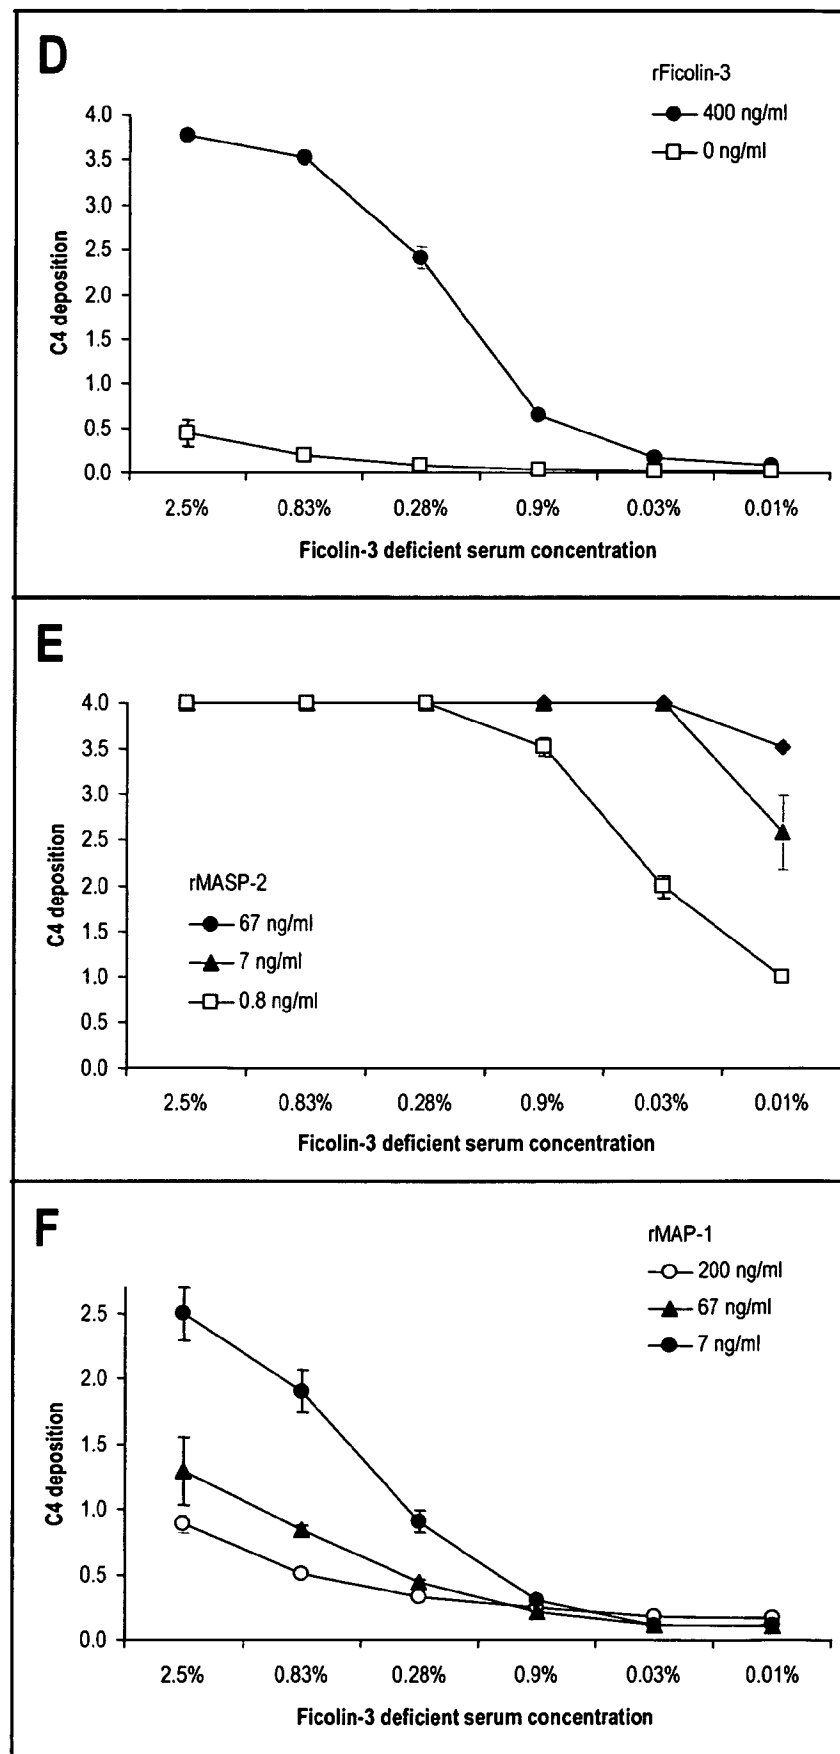 D
rFicolin-3
400 ng/ml
0 ng/ml
4.0
3.5
3.0
2.5
2.0
1.5
1.0
0.5
0.0
C4 deposition
2.5% 0.83% 0.28% 0.9% 0.03% 0.01%
Ficolin-3 deficient serum concentration
E
4.0
3.5
3.0
2.5
2.0
1.5
1.0
0.5
0.0
C4 deposition
rMASP-2
67 ng/ml
7 ng/ml
0.8 ng/ml
2.5% 0.83% 0.28% 0.9% 0.03% 0.01%
Ficolin-3 deficient serum concentration
F
rMAP-1
200 ng/ml
67 ng/ml
7 ng/ml
2.5
2.0
1.5
1.0
0.5
0.0
C4 deposition
2.5% 0.83% 0.28% 0.9% 0.03% 0.01%
Ficolin-3 deficient serum concentration